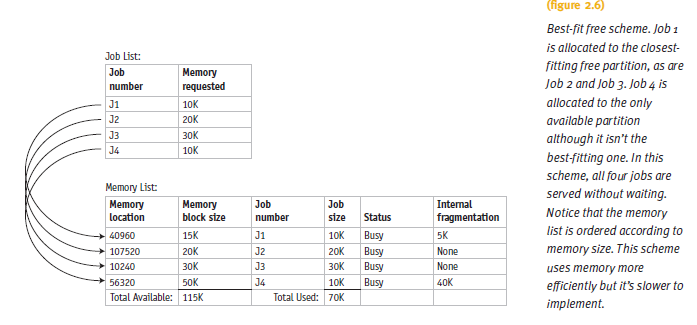 (figure 2.6)
Best-fit free scheme. Job 1
is allocated to the closest-
fitting free partition, as are
Job 2 and Job 3. Job 4 is
allocated to the only
available partition
although it isn't the
best-fitting one. In this
scheme, all four jobs are
served without waiting.
Notice that the memory
list is ordered according to
memory size. This scheme
uses memory more
efficiently but it's slower to
implement.
Job List:
Job number Memory requested
J1 10K
J2 20K
J3 30K
J4 10K
Memory List:
Memory location Memory block size Job number Job size Status Internal fragmentation
40960 15K J1 10K Busy 5K
107520 20K J2 20K Busy None
10240 30K J3 30K Busy None
56320 50K J4 10K Busy 40K
Total Available: 115K Total Used: 70K